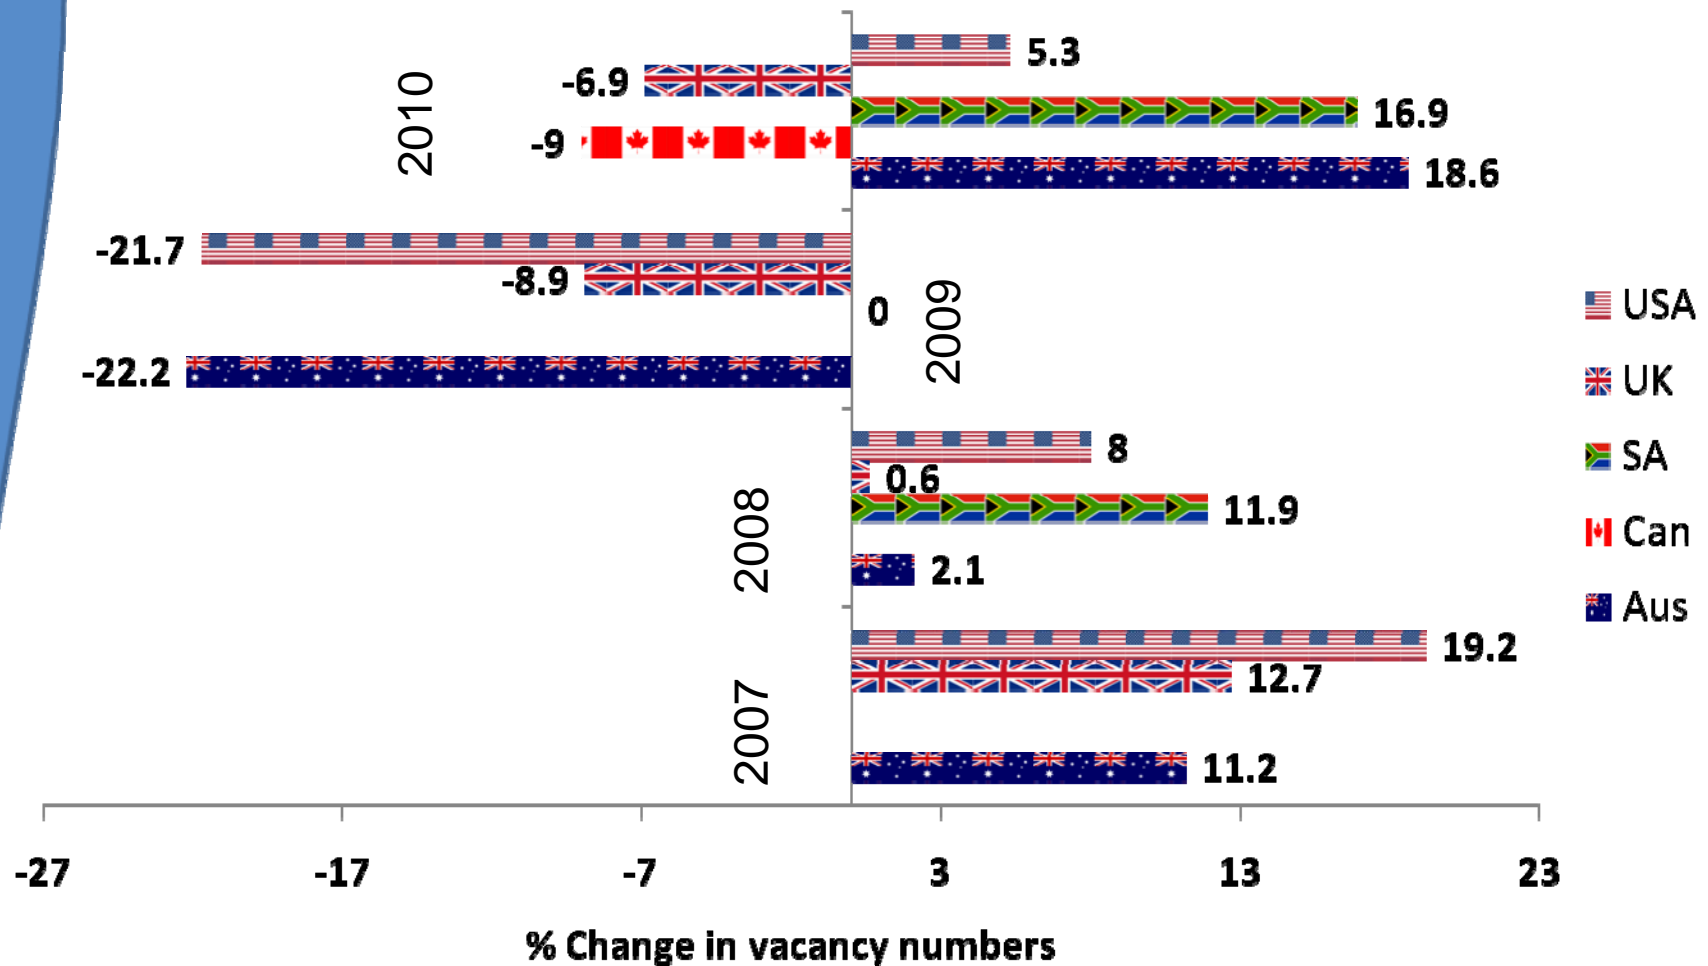 5.3
-6.9
16.9
-9
18.6
2010
-21.7
-8.9
0
-22.2
2009
8
0.6
11.9
2.1
2008
19.2
12.7
11.2
2007
-27 -17 -7 3 13 23
% Change in vacancy numbers
USA
UK
SA
Can
Aus